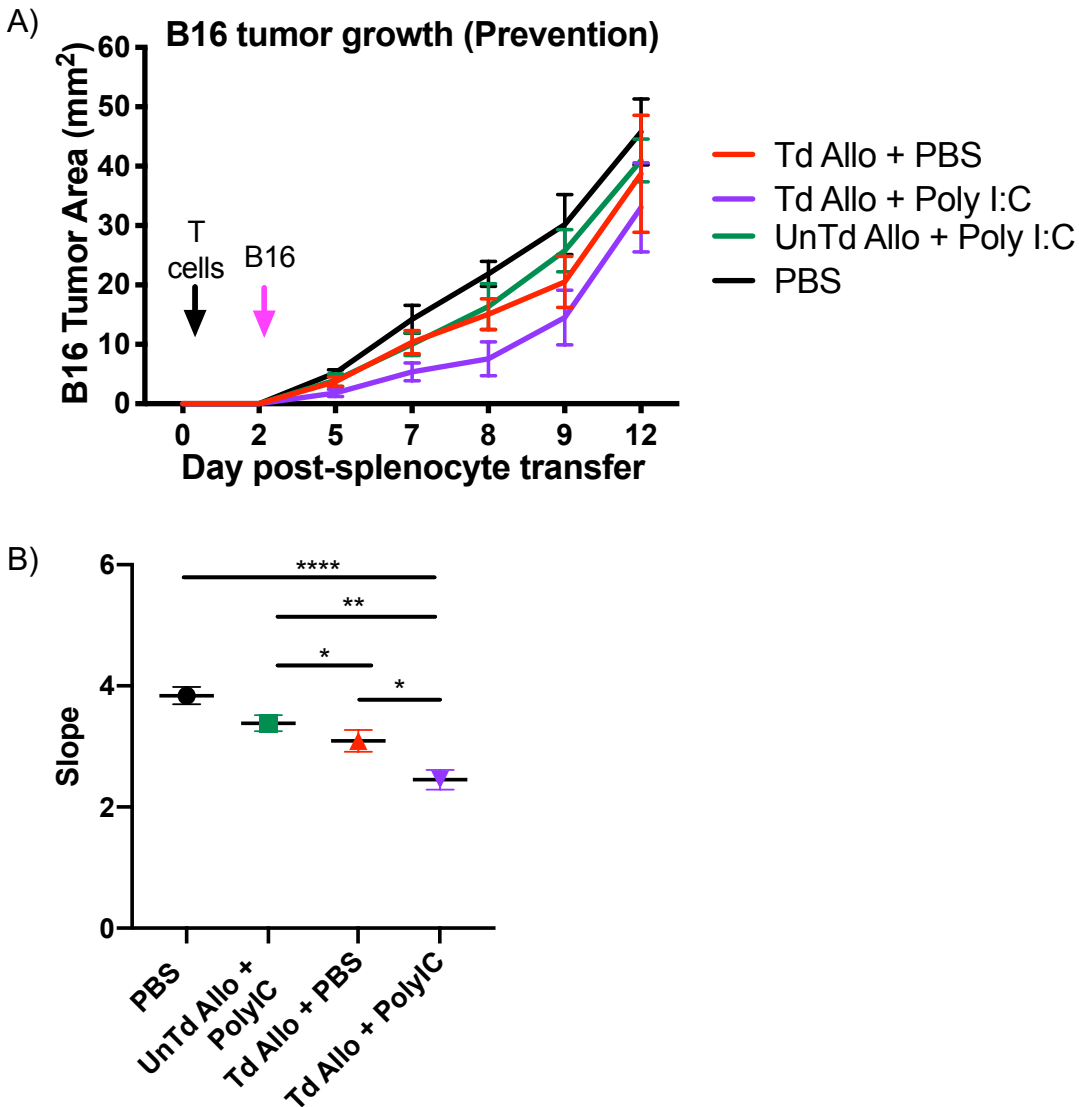 A)
B16 tumor growth (Prevention)
B16 Tumor Area (mm²)
60
50
40
30
20
10
0
T
cells
B16
0 2 5 7 8 9 12
Day post-splenocyte transfer
Td Allo + PBS
Td Allo + Poly I:C
UnTd Allo + Poly I:C
PBS
B)
Slope
6
4
2
0
****
**
*
*
PBS
UnTd Allo +
PolyIC
Td Allo + PBS
Td Allo + PolyIC